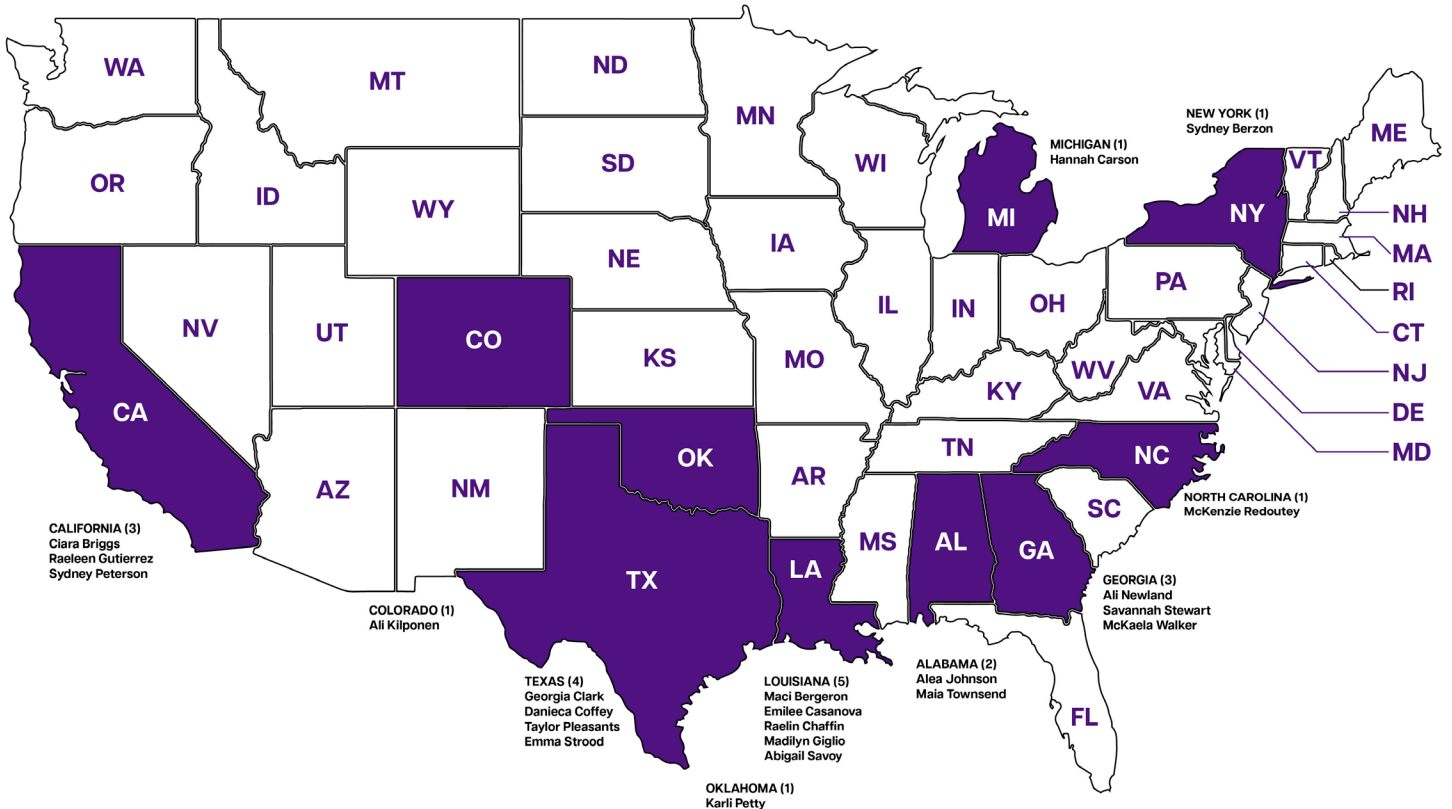 WA
MT
ND
MN
OR
ID
WY
SD
WI
MI
MICHIGAN (1)
Hannah Carson
NEW YORK (1)
Sydney Berzon
NY
VT
ME
NH
MA
RI
CT
NJ
DE
MD
NV
UT
CO
NE
IA
IL
IN
OH
PA
KS
MO
KY
WV
VA
CA
AZ
NM
OK
AR
TN
NC
SC
TX
LA
MS
AL
GA
FL
CALIFORNIA (3)
Ciara Briggs
Raeleen Gutierrez
Sydney Peterson
COLORADO (1)
Ali Kilponen
TEXAS (4)
Georgia Clark
Danieca Coffey
Taylor Pleasants
Emma Strood
OKLAHOMA (1)
Karli Petty
LOUISIANA (5)
Maci Bergeron
Emilee Casanova
Raelin Chaffin
Madilyn Giglio
Abigail Savoy
ALABAMA (2)
Alea Johnson
Maia Townsend
GEORGIA (3)
Ali Newland
Savannah Stewart
McKaela Walker
NORTH CAROLINA (1)
McKenzie Redoutey